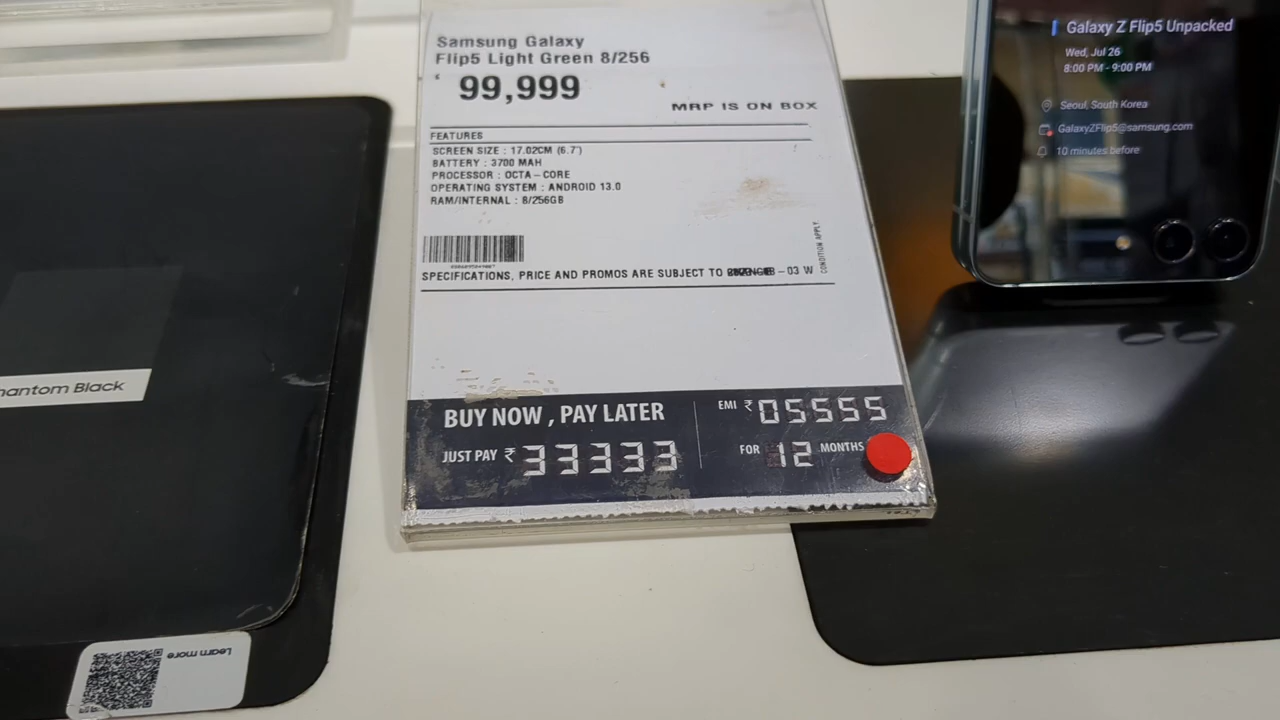 Samsung Galaxy
Flip5 Light Green 8/256
₹ 99,999
MRP IS ON BOX
FEATURES
SCREEN SIZE : 17.02CM (6.7")
BATTERY : 3700 MAH
PROCESSOR : OCTA-CORE
OPERATING SYSTEM : ANDROID 13.0
RAM/INTERNAL : 8/256GB
CONDITION APPLY
SPECIFICATIONS, PRICE AND PROMOS ARE SUBJECT TO -03 W
BUY NOW, PAY LATER
JUST PAY ₹ 33333
EMI ₹ 05555
FOR 12 MONTHS
Galaxy Z Flip5 Unpacked
Wed, Jul 26
8:00 PM - 9:00 PM
Seoul, South Korea
GalaxyZFlip5@samsung.com
10 minutes before
hantom Black
Learn more